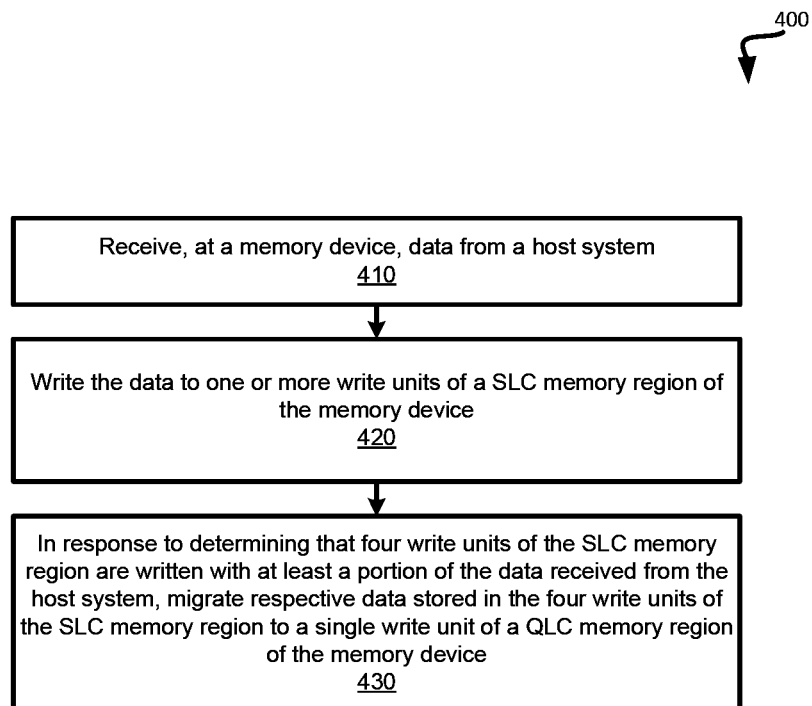 400
Receive, at a memory device, data from a host system
410
Write the data to one or more write units of a SLC memory region of
the memory device
420
In response to determining that four write units of the SLC memory
region are written with at least a portion of the data received from the
host system, migrate respective data stored in the four write units of
the SLC memory region to a single write unit of a QLC memory region
of the memory device
430